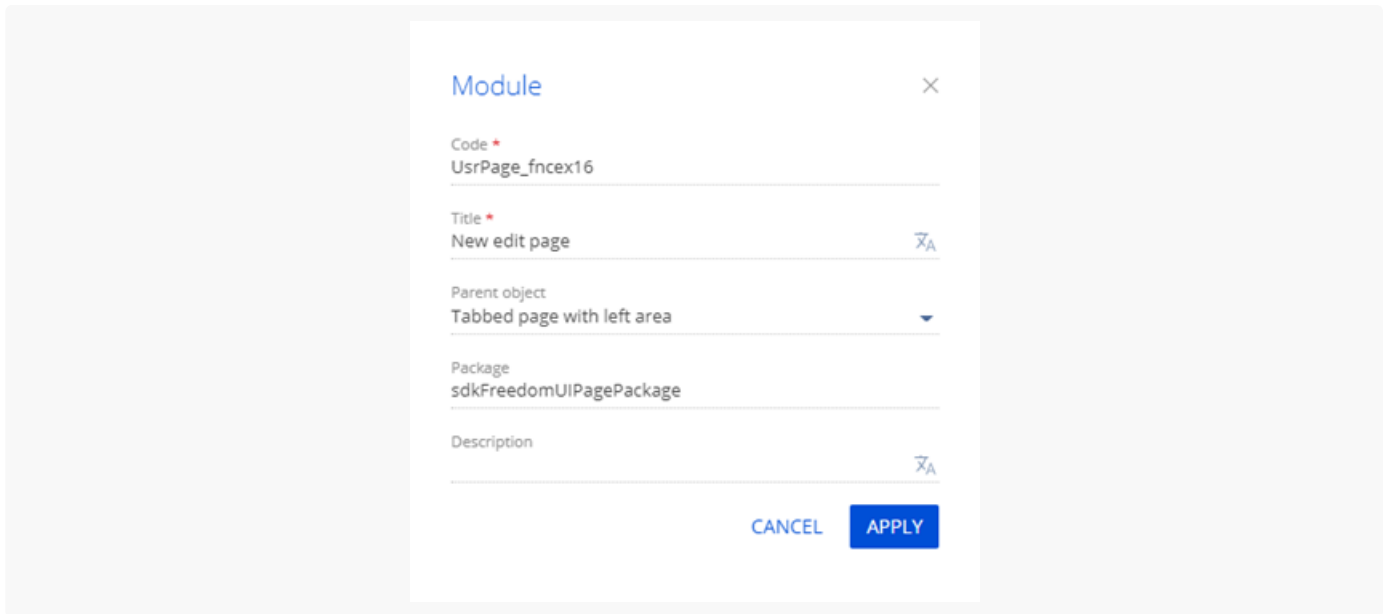 Module
Code *
UsrPage_fncex16
Title *
New edit page
Parent object
Tabbed page with left area
Package
sdkFreedomUIPagePackage
Description
CANCEL APPLY